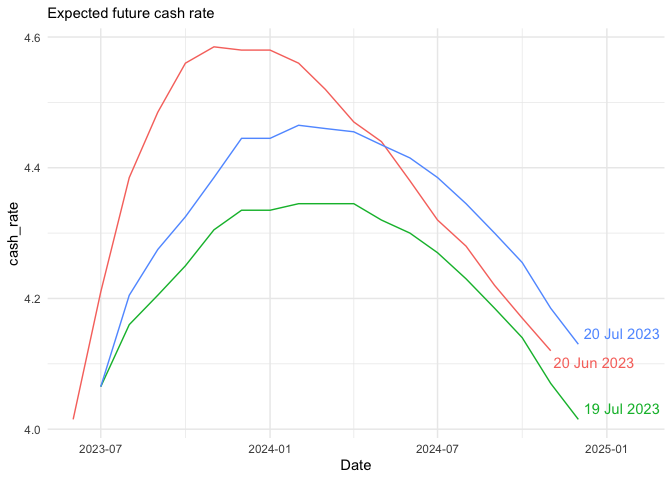 Expected future cash rate
4.6
4.4
4.2
4.0
cash_rate
20 Jul 2023
20 Jun 2023
19 Jul 2023
2023-07
2024-01
2024-07
2025-01
Date